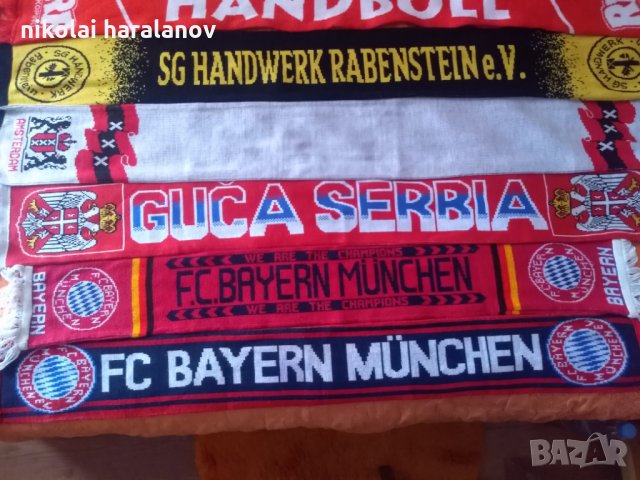 nikolai haralanov
HANDBOLL
SG HANDWERK RABENSTEIN e.V.
AMSTERDAM
GUČA SERBIA
WE ARE THE CHAMPIONS
BAYERN F.C. BAYERN MÜNCHEN BAYERN
WE ARE THE CHAMPIONS
FC BAYERN MÜNCHEN
BAZAR